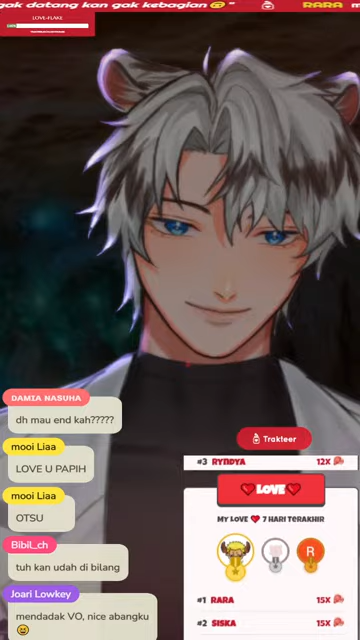 gak datang kan gak kebagian
RARA
LOVE-FLAKE
DAMIA NASUHA
dh mau end kah?????
mooi Liaa
LOVE U PAPIH
mooi Liaa
OTSU
Bibil_ch
tuh kan udah di bilang
Joari Lowkey
mendadak VO, nice abangku
Trakteer
#3 RYNDYA 12X
LOVE
MY LOVE ❤ 7 HARI TERAKHIR
R
#1 RARA 15X
#2 SISKA 15X